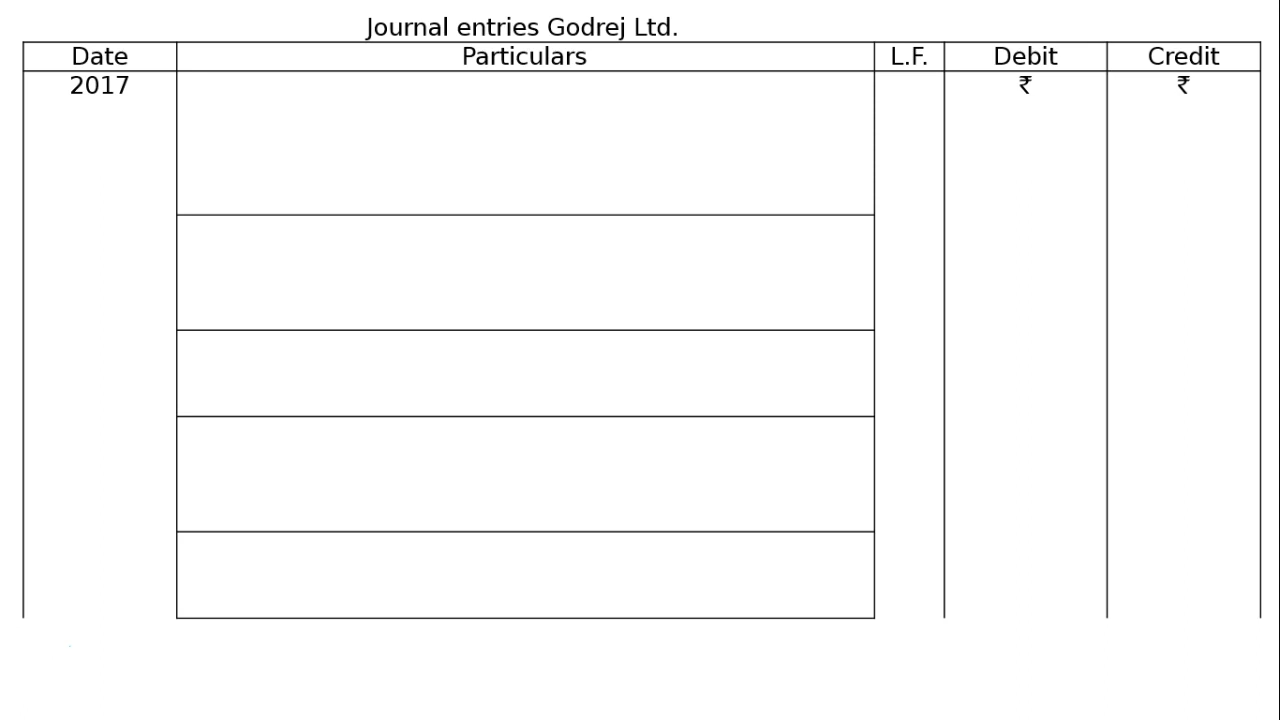 Journal entries Godrej Ltd.
Date Particulars L.F. Debit Credit
2017 ₹ ₹